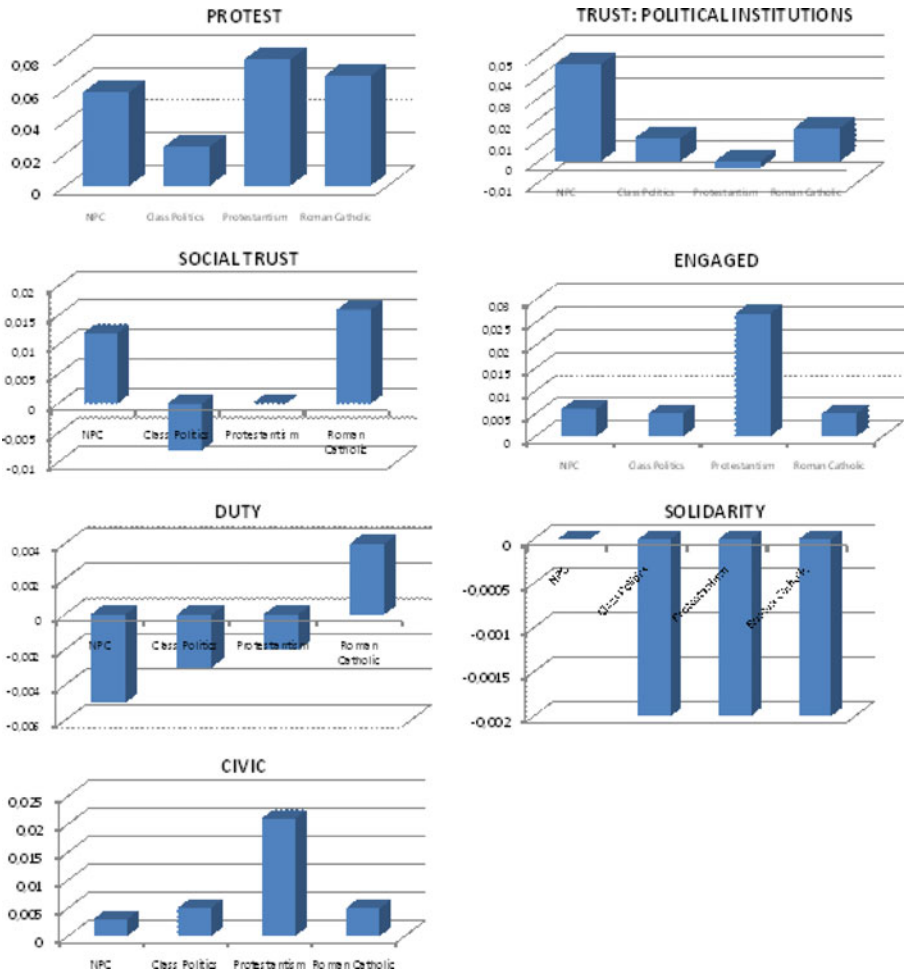 PROTEST
0,08
0,06
0,04
0,02
0
NPC Class Politics Protestantism Roman Catholic
TRUST: POLITICAL INSTITUTIONS
0,05
0,04
0,03
0,02
0,01
0
-0,01
NPC Class Politics Protestantism Roman Catholic
SOCIAL TRUST
0,02
0,015
0,01
0,005
0
-0,005
-0,01
NPC Class Politics Protestantism Roman
Catholic
ENGAGED
0,03
0,025
0,02
0,015
0,01
0,005
0
NPC Class Politics Protestantism Roman Catholic
DUTY
0,004
0,002
0
-0,002
-0,004
-0,006
NPC Class Politics Protestantism Roman
Catholic
SOLIDARITY
0
-0,0005
-0,001
-0,0015
-0,002
NPC Class Politics Protestantism Roman Catholic
CIVIC
0,025
0,02
0,015
0,01
0,005
0
NPC Class Politics Protestantism Roman Catholic